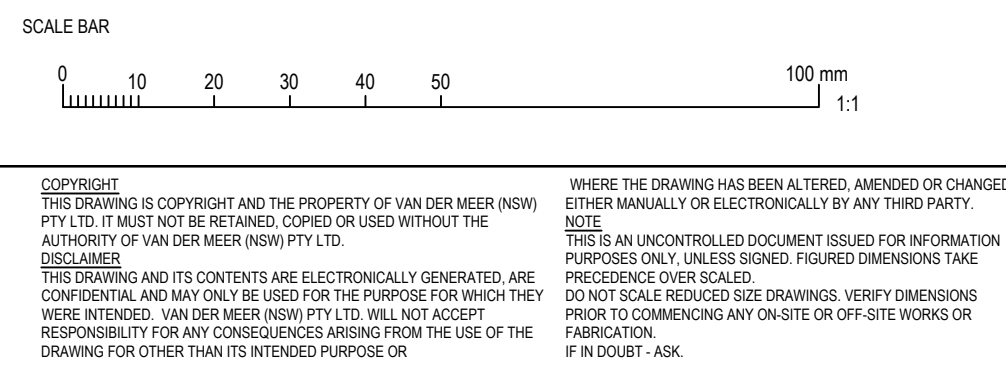 SCALE BAR
0 10 20 30 40 50 100 mm
1:1
COPYRIGHT
THIS DRAWING IS COPYRIGHT AND THE PROPERTY OF VAN DER MEER (NSW)
PTY LTD. IT MUST NOT BE RETAINED, COPIED OR USED WITHOUT THE
AUTHORITY OF VAN DER MEER (NSW) PTY LTD.
DISCLAIMER
THIS DRAWING AND ITS CONTENTS ARE ELECTRONICALLY GENERATED, ARE
CONFIDENTIAL AND MAY ONLY BE USED FOR THE PURPOSE FOR WHICH THEY
WERE INTENDED. VAN DER MEER (NSW) PTY LTD. WILL NOT ACCEPT
RESPONSIBILITY FOR ANY CONSEQUENCES ARISING FROM THE USE OF THE
DRAWING FOR OTHER THAN ITS INTENDED PURPOSE OR
WHERE THE DRAWING HAS BEEN ALTERED, AMENDED OR CHANGED
EITHER MANUALLY OR ELECTRONICALLY BY ANY THIRD PARTY.
NOTE
THIS IS AN UNCONTROLLED DOCUMENT ISSUED FOR INFORMATION
PURPOSES ONLY, UNLESS SIGNED. FIGURED DIMENSIONS TAKE
PRECEDENCE OVER SCALED.
DO NOT SCALE REDUCED SIZE DRAWINGS. VERIFY DIMENSIONS
PRIOR TO COMMENCING ANY ON-SITE OR OFF-SITE WORKS OR
FABRICATION.
IF IN DOUBT - ASK.